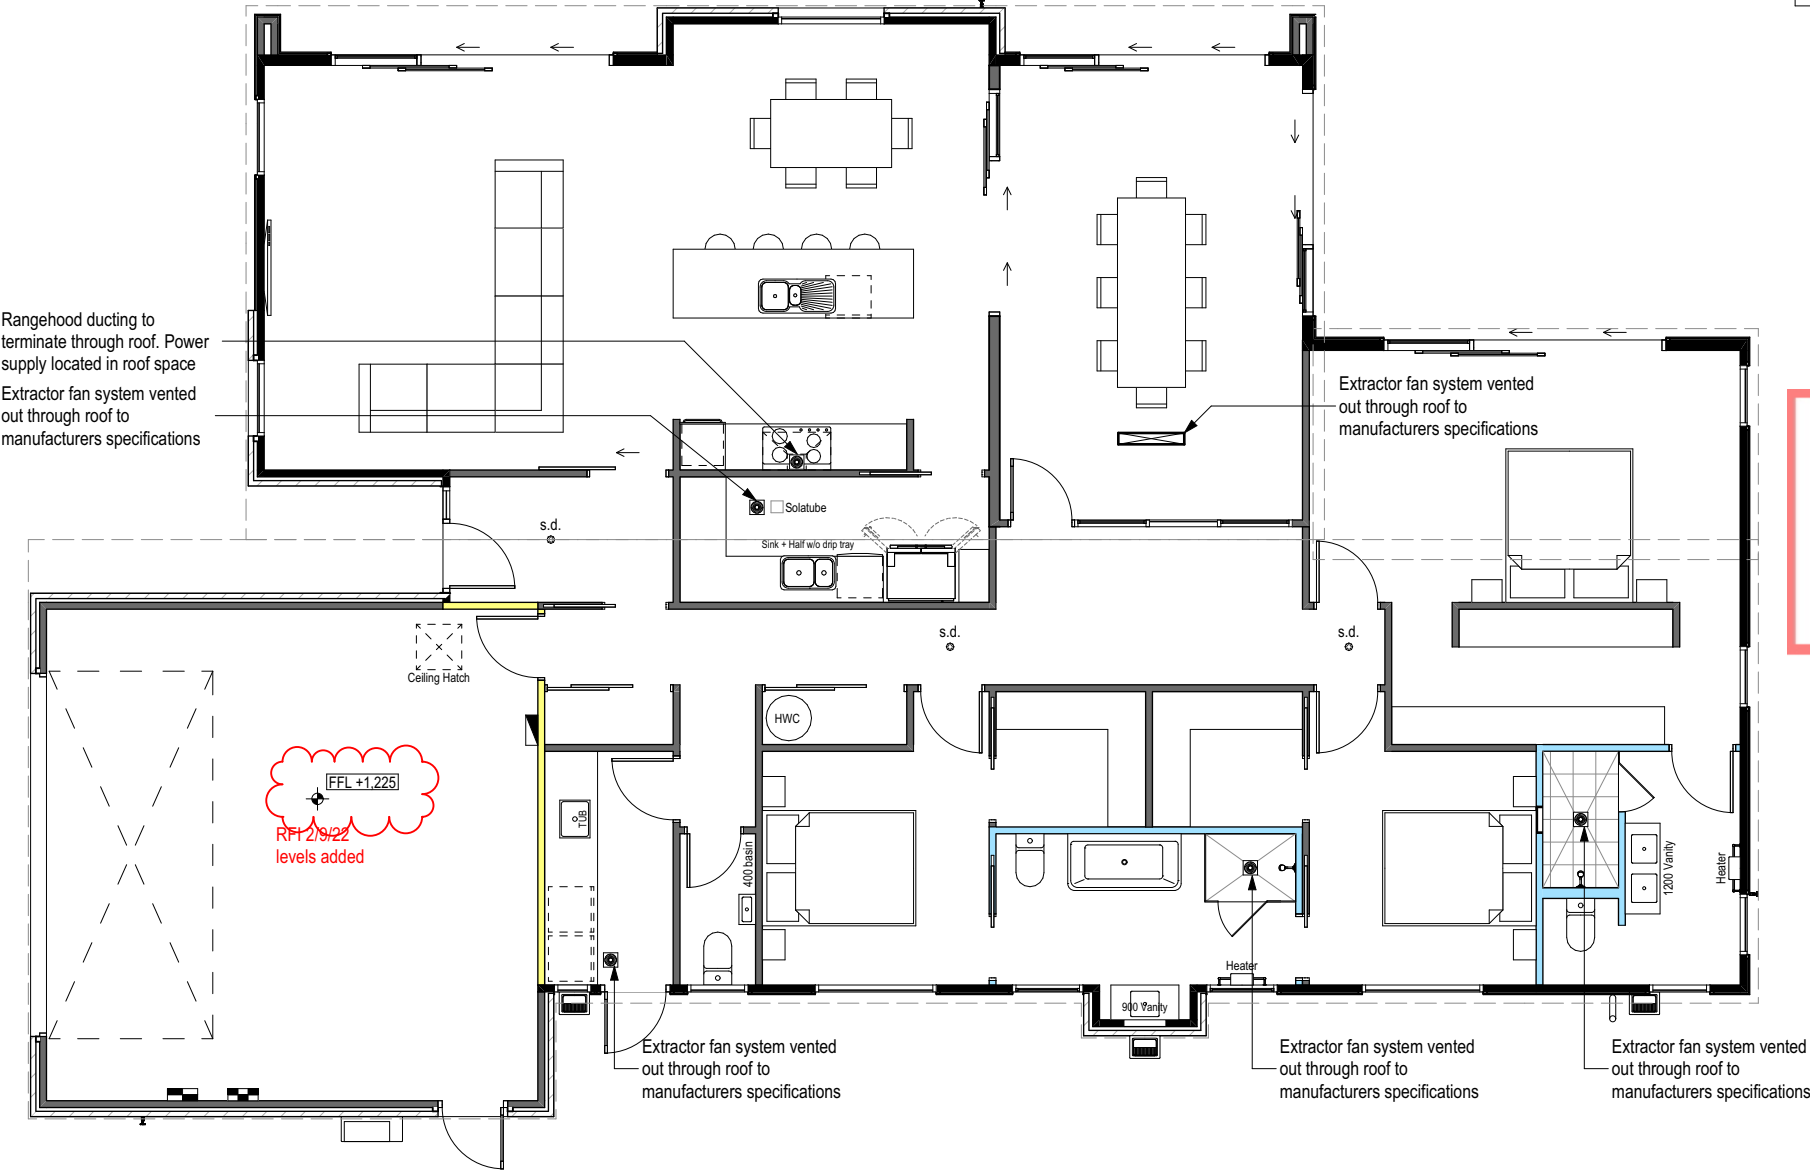 Rangehood ducting to
terminate through roof. Power
supply located in roof space
Extractor fan system vented
out through roof to
manufacturers specifications
Extractor fan system vented
out through roof to
manufacturers specifications
Solatube
s.d.
Sink + Half w/o drip tray
s.d.
s.d.
Ceiling Hatch
HWC
FFL +1,225
RFI 2/9/22
levels added
TUB
400 basin
1200 Vanity
Heater
Heater
900 Vanity
Extractor fan system vented
out through roof to
manufacturers specifications
Extractor fan system vented
out through roof to
manufacturers specifications
Extractor fan system vented
out through roof to
manufacturers specifications